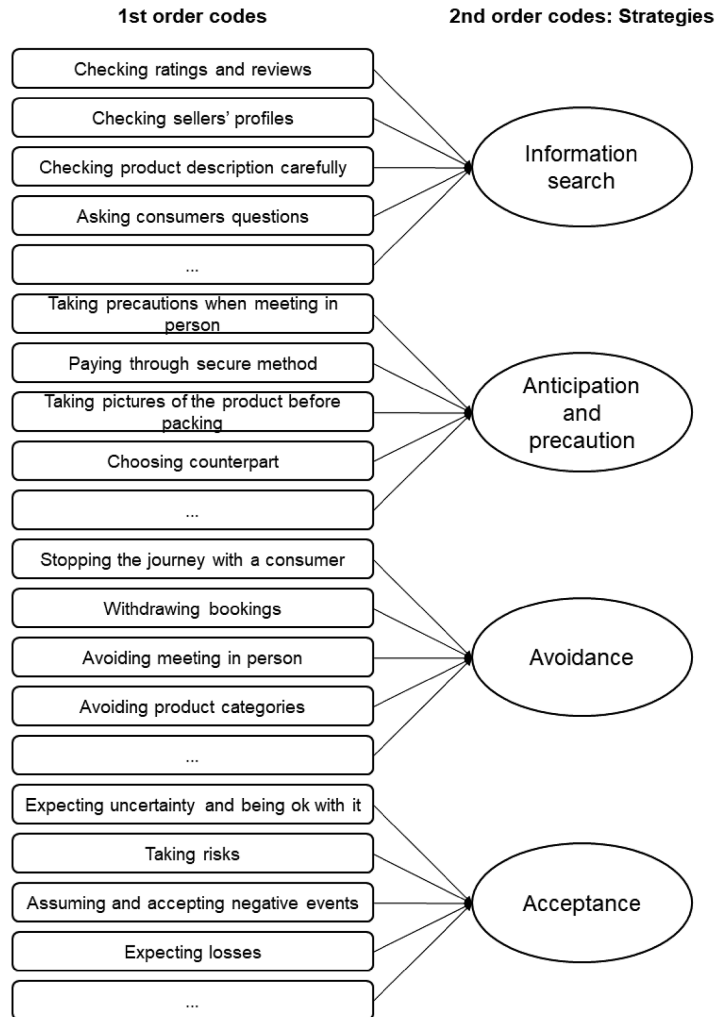 1st order codes
2nd order codes: Strategies
Checking ratings and reviews
Checking sellers' profiles
Checking product description carefully
Asking consumers questions
...
Information
search
Taking precautions when meeting in
person
Paying through secure method
Taking pictures of the product before
packing
Choosing counterpart
...
Anticipation
and
precaution
Stopping the journey with a consumer
Withdrawing bookings
Avoiding meeting in person
Avoiding product categories
...
Avoidance
Expecting uncertainty and being ok with it
Taking risks
Assuming and accepting negative events
Expecting losses
...
Acceptance